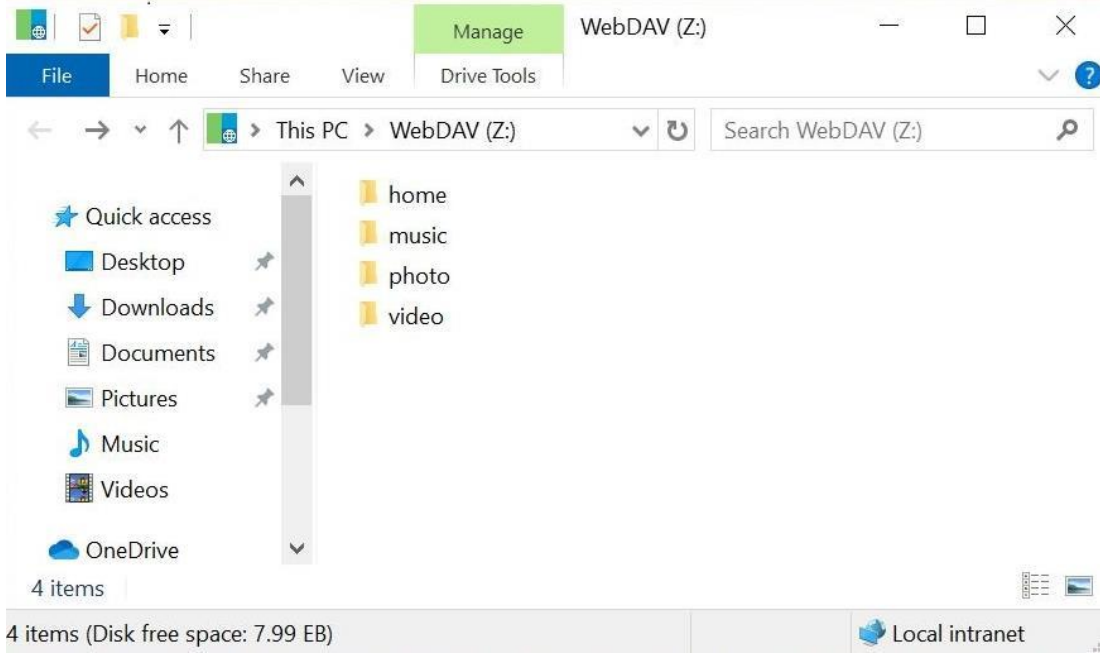 Manage
WebDAV (Z:)
File Home Share View Drive Tools
?
This PC > WebDAV (Z:)
Search WebDAV (Z:)
Quick access
Desktop
Downloads
Documents
Pictures
Music
Videos
OneDrive
home
music
photo
video
4 items
4 items (Disk free space: 7.99 EB)
Local intranet